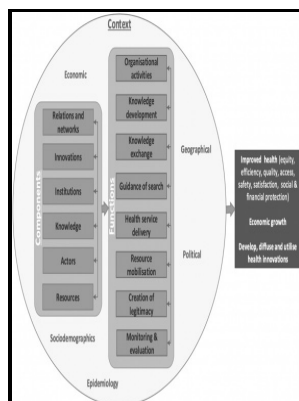 Context
Economic
Organisational
activities
Knowledge
development
Knowledge
exchange
Guidance of search
Health service
delivery
Resource
mobilisation
Creation of
legitimacy
Monitoring &
evaluation
Functions
Components
Relations and
networks
Innovations
Institutions
Knowledge
Actors
Resources
Geographical
Political
Sociodemographics
Epidemiology
Improved health (equity,
efficiency, quality, access,
safety, satisfaction, social &
financial protection)
Economic growth
Develop, diffuse and utilise
health innovations